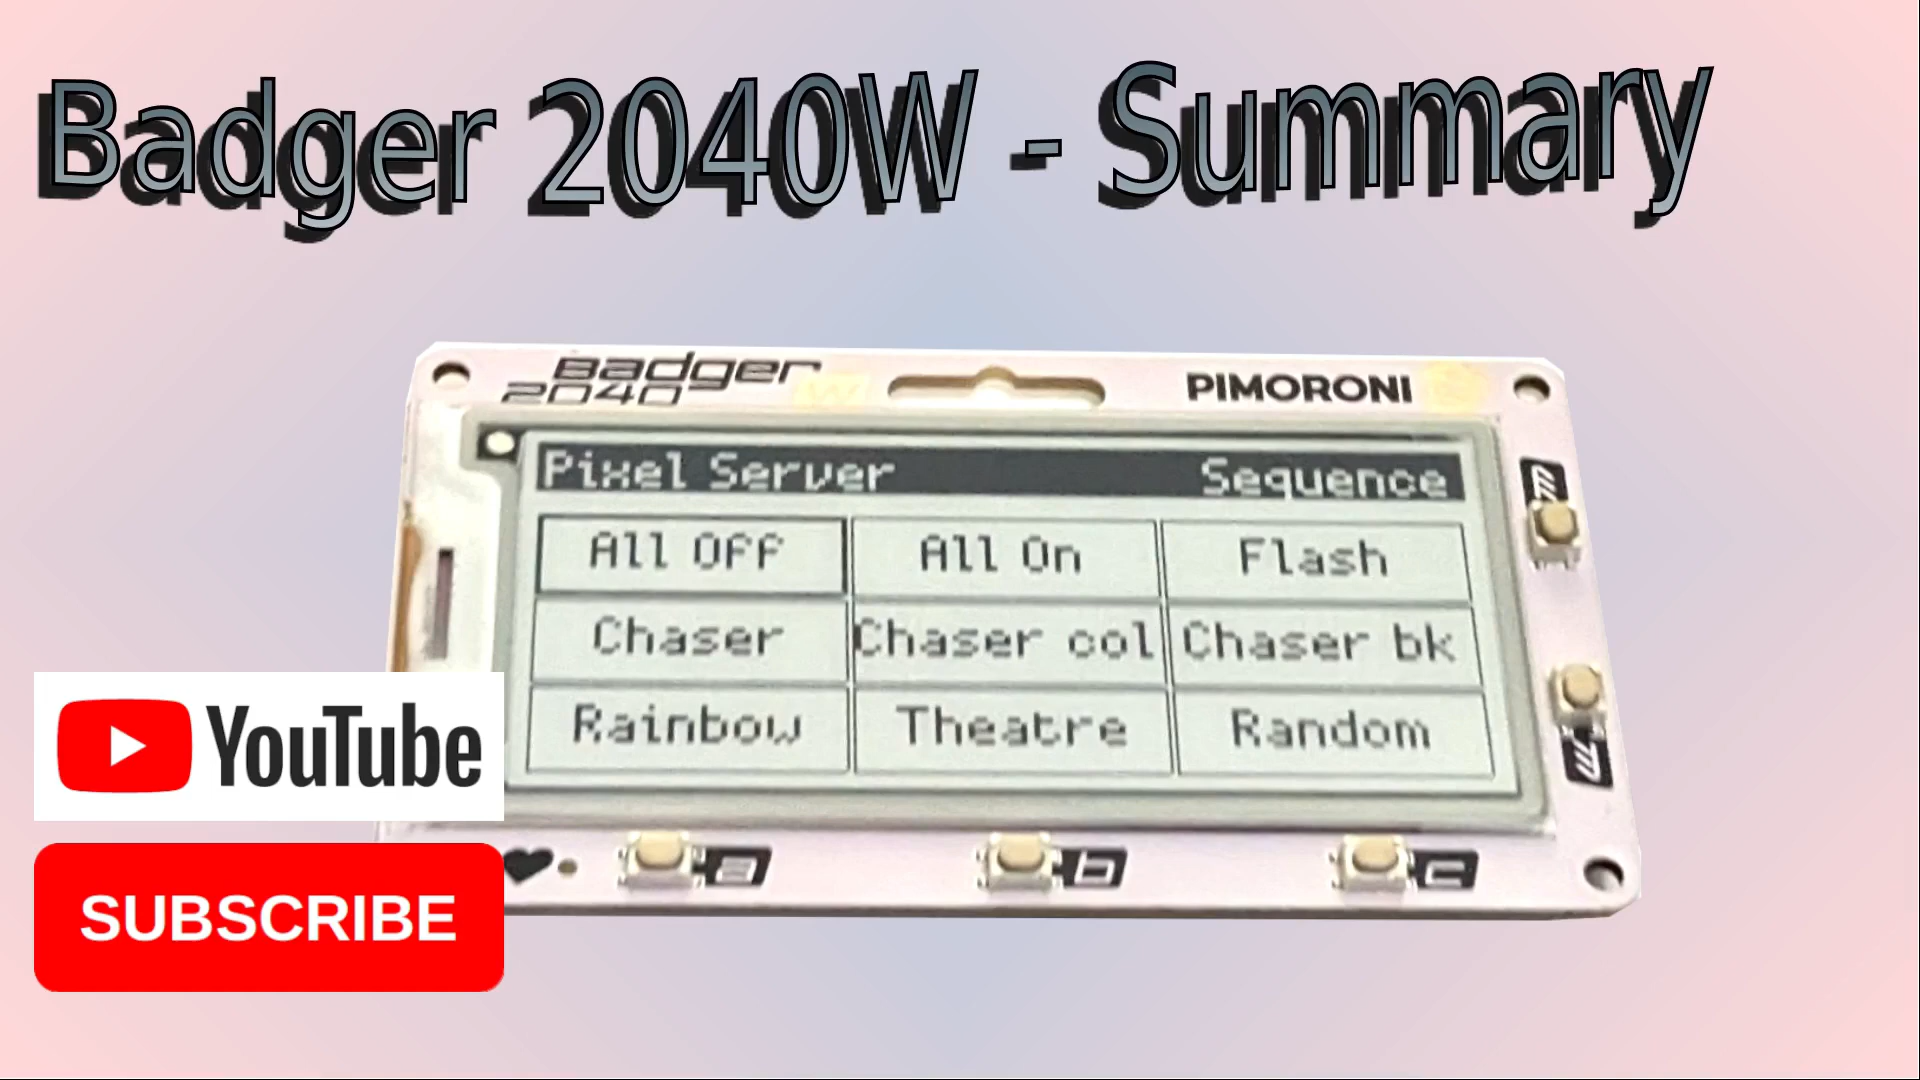 Badger 2040W - Summary
Badger
2040 W
PIMORONI
Pixel Server Sequence
All Off All On Flash
Chaser Chaser col Chaser bk
Rainbow Theatre Random
YouTube
a b c
SUBSCRIBE